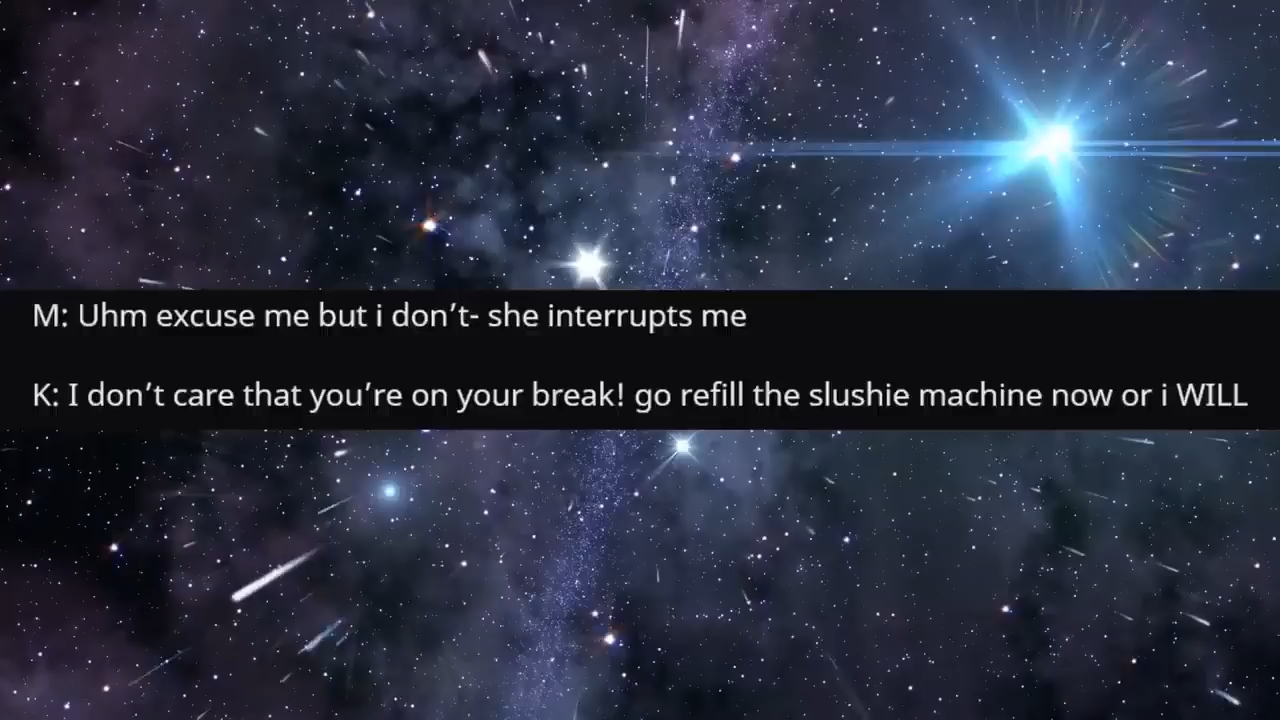 M: Uhm excuse me but i don’t- she interrupts me
K: I don’t care that you’re on your break! go refill the slushie machine now or i WILL